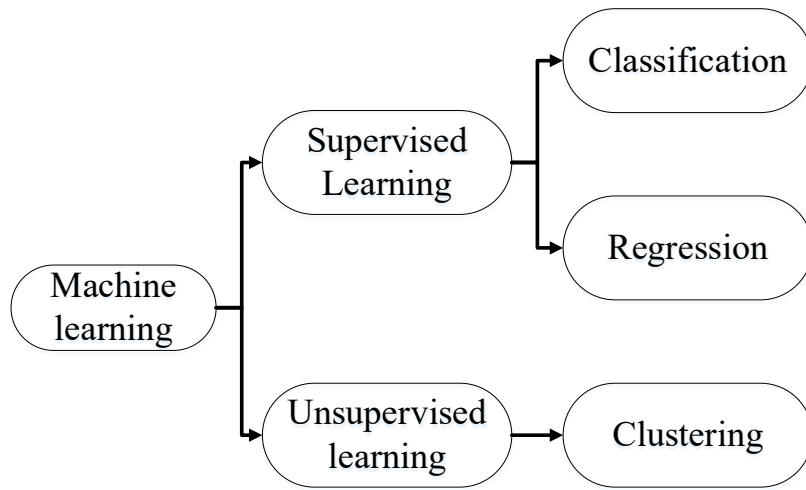 Classification
Supervised
Learning
Regression
Machine
learning
Unsupervised
learning
Clustering